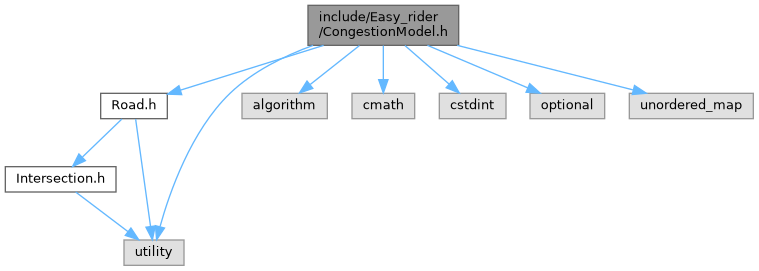 include/Easy_rider
/CongestionModel.h
Road.h
algorithm
cmath
cstdint
optional
unordered_map
Intersection.h
utility